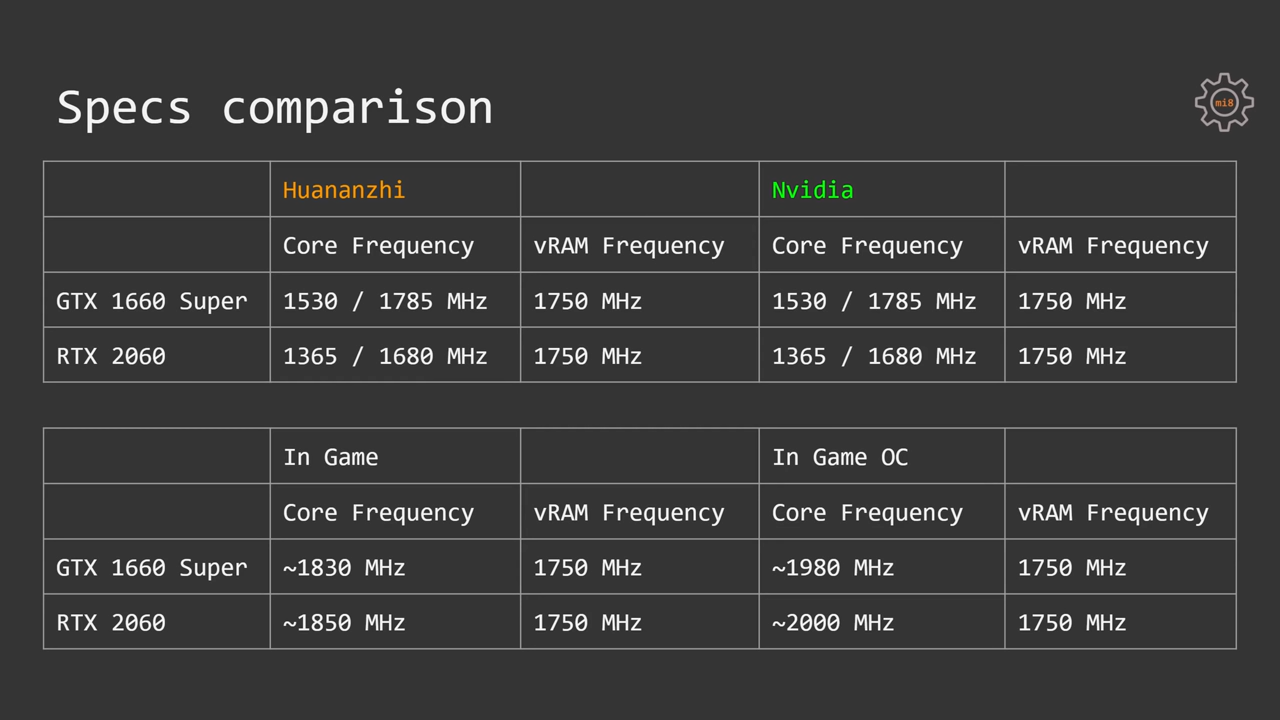 Specs comparison
mi8
Huananzhi Nvidia
Core Frequency vRAM Frequency Core Frequency vRAM Frequency
GTX 1660 Super 1530 / 1785 MHz 1750 MHz 1530 / 1785 MHz 1750 MHz
RTX 2060 1365 / 1680 MHz 1750 MHz 1365 / 1680 MHz 1750 MHz
In Game In Game OC
Core Frequency vRAM Frequency Core Frequency vRAM Frequency
GTX 1660 Super ~1830 MHz 1750 MHz ~1980 MHz 1750 MHz
RTX 2060 ~1850 MHz 1750 MHz ~2000 MHz 1750 MHz